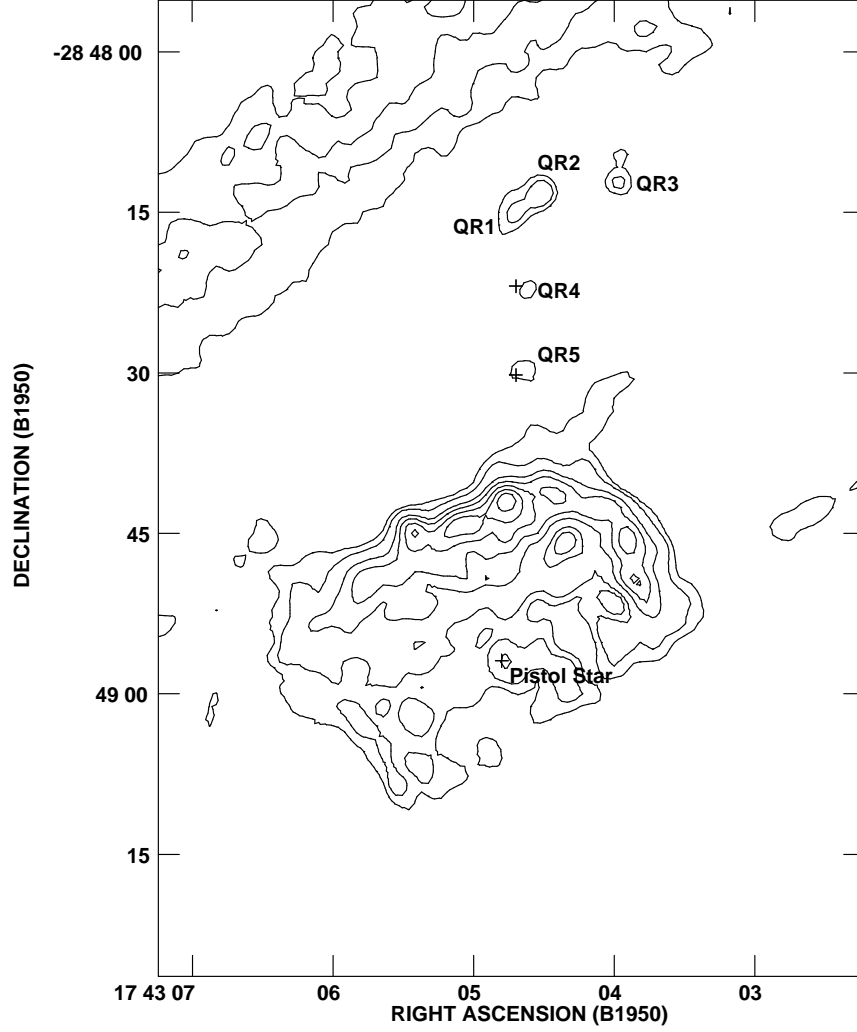 -28 48 00
QR2
QR3
15
QR1
QR4
QR5
30
DECLINATION (B1950)
45
Pistol Star
49 00
15
17 43 07 06 05 04 03
RIGHT ASCENSION (B1950)